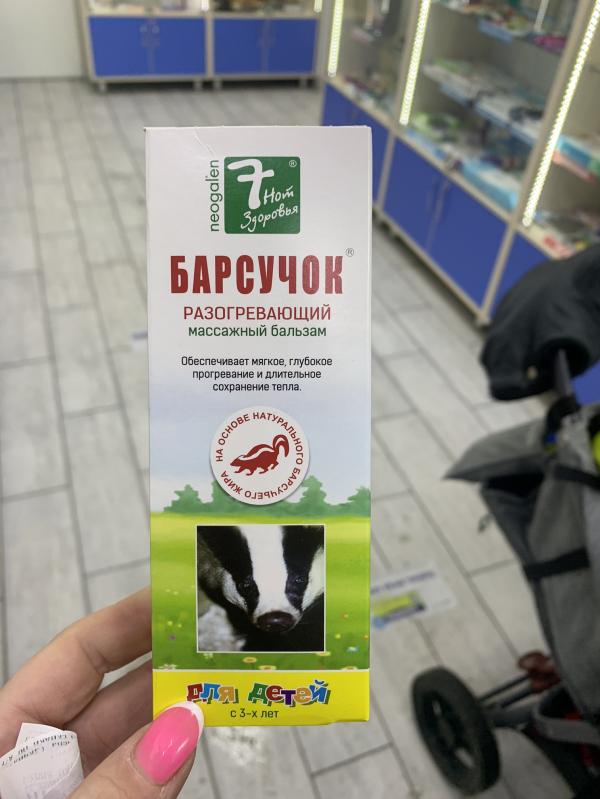 neogalen
7 Нот Здоровья ®
БАРСУЧОК®
РАЗОГРЕВАЮЩИЙ
массажный бальзам
Обеспечивает мягкое, глубокое
прогревание и длительное
сохранение тепла.
НА ОСНОВЕ НАТУРАЛЬНОГО БАРСУЧЬЕГО ЖИРА
для детей
с 3-х лет